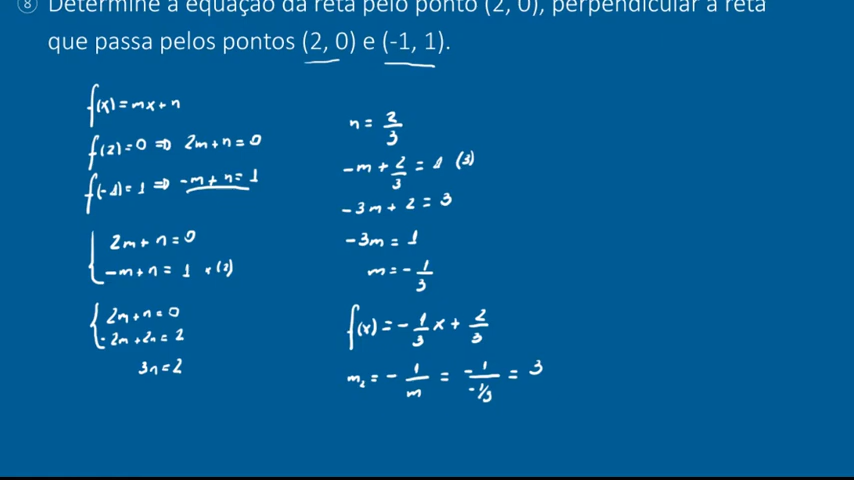 ⑧ Determine a equação da reta pelo ponto (2, 0), perpendicular à reta
que passa pelos pontos (2, 0) e (-1, 1).
f(x) = mx + n
f(2) = 0 ⇒ 2m + n = 0
f(-1) = 1 ⇒ -m + n = 1
2m + n = 0
-m + n = 1 × (2)
2m + n = 0
-2m + 2n = 2
3n = 2
n = 2/3
-m + 2/3 = 1 (3)
-3m + 2 = 3
-3m = 1
m = -1/3
f(x) = -1/3 x + 2/3
m₂ = -1/m = -1/-1/3 = 3